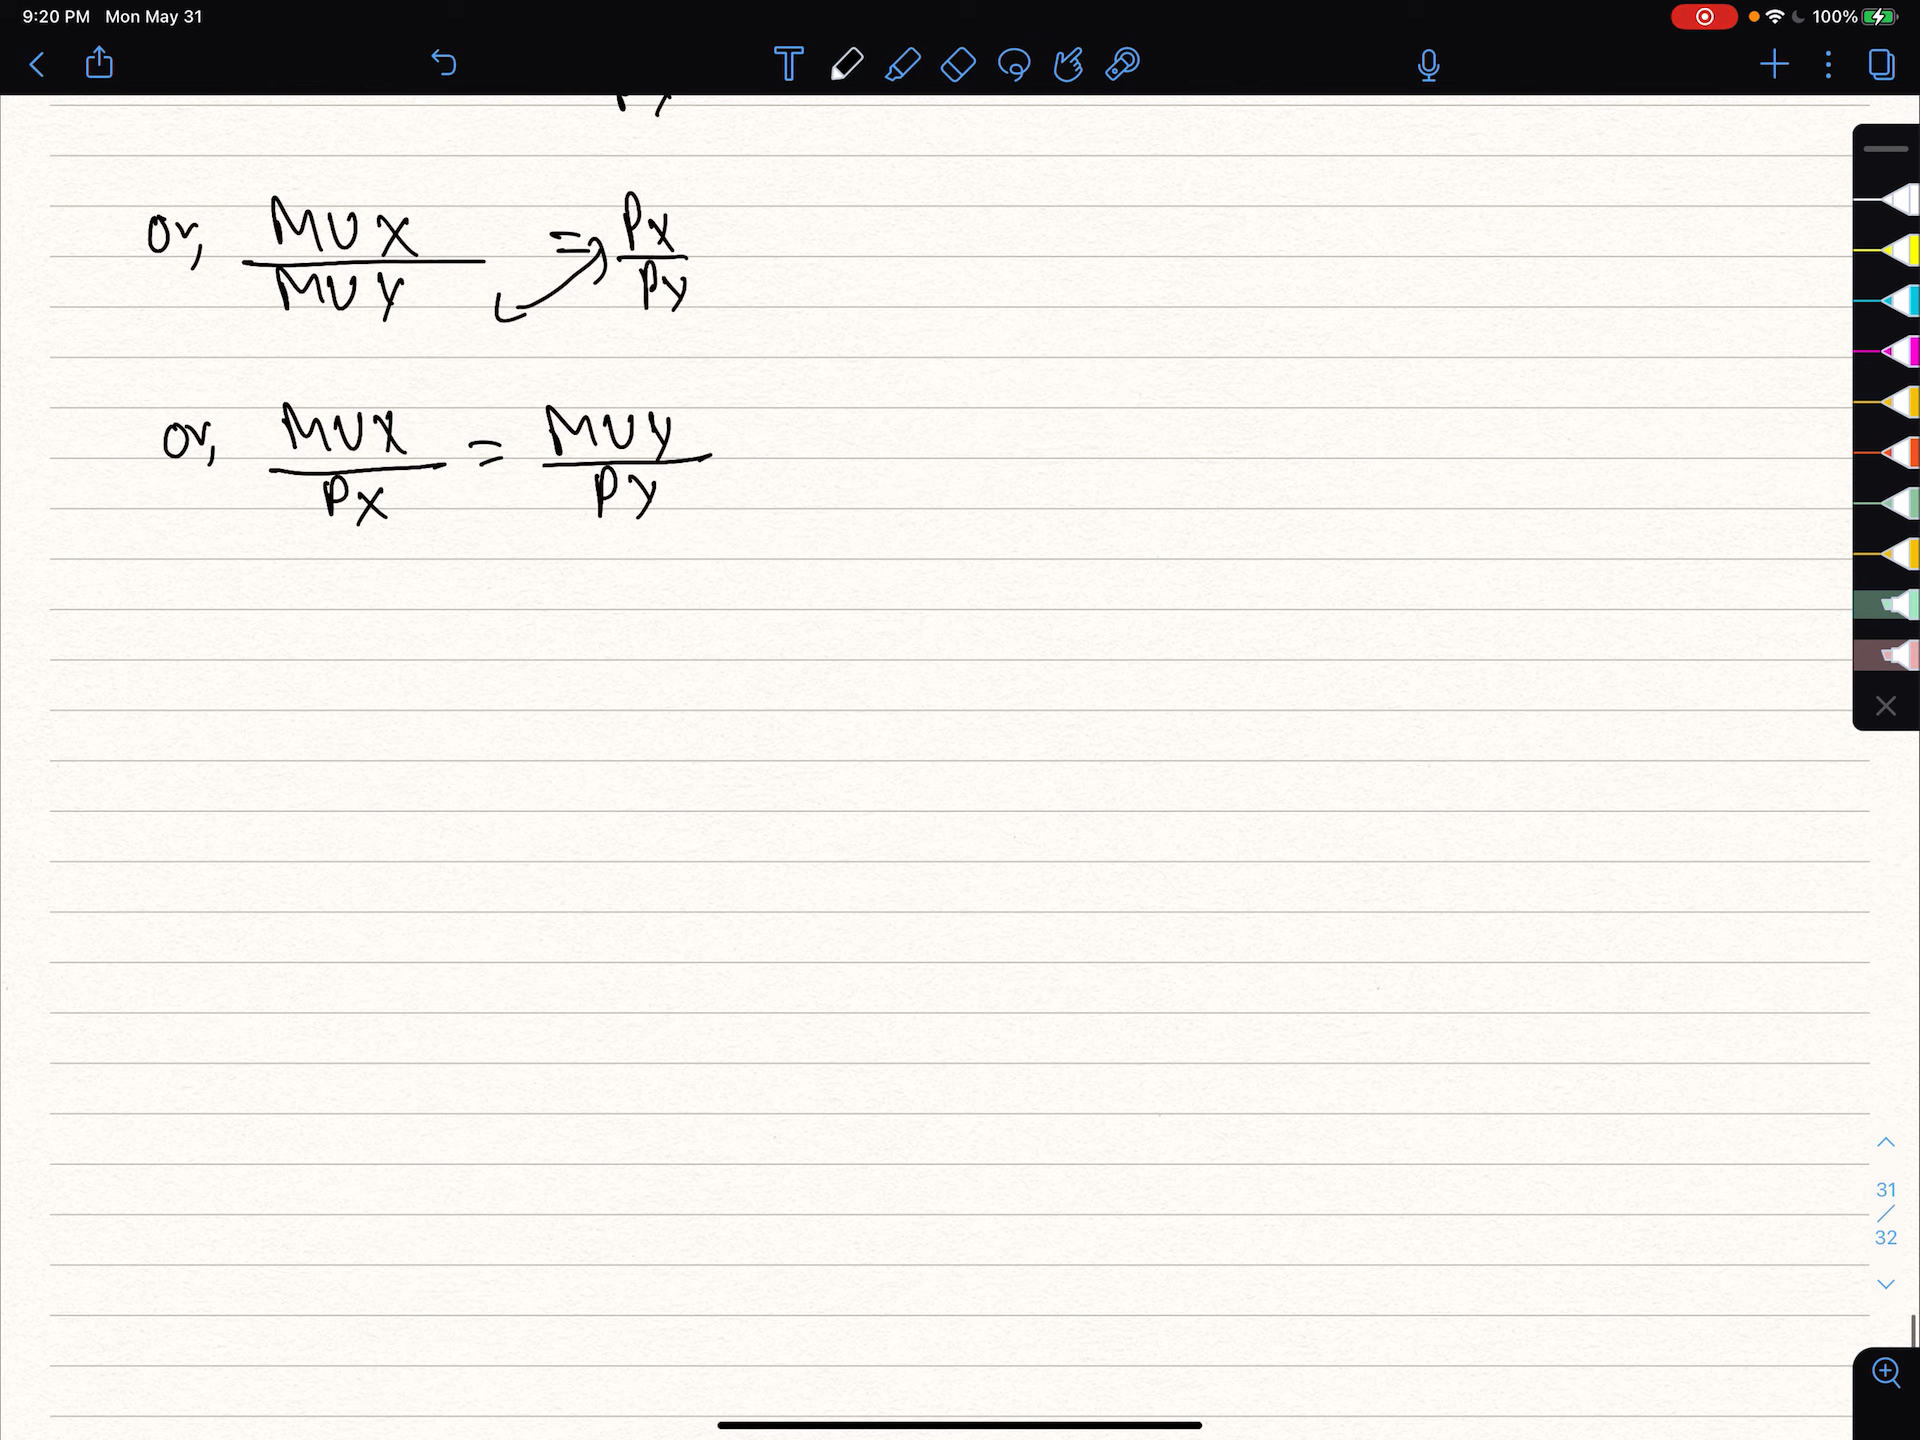 9:20 PM Mon May 31
100%
Or, MUX / MUY = Px / Py
or, MUX / Px = MUY / Py
31
/
32